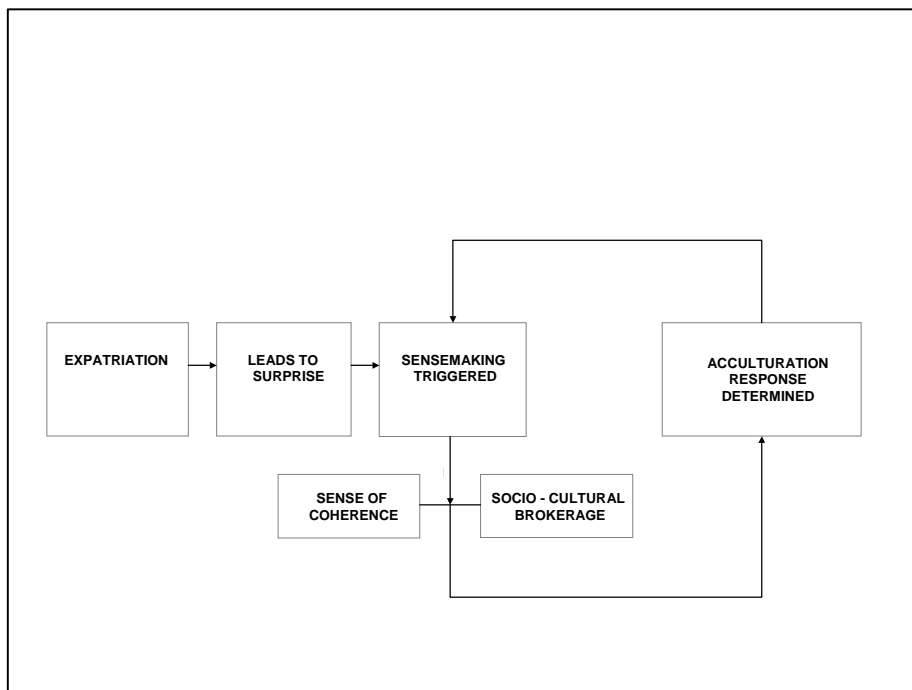 EXPATRIATION
LEADS TO
SURPRISE
SENSEMAKING
TRIGGERED
ACCULTURATION
RESPONSE
DETERMINED
SENSE OF
COHERENCE
SOCIO - CULTURAL
BROKERAGE